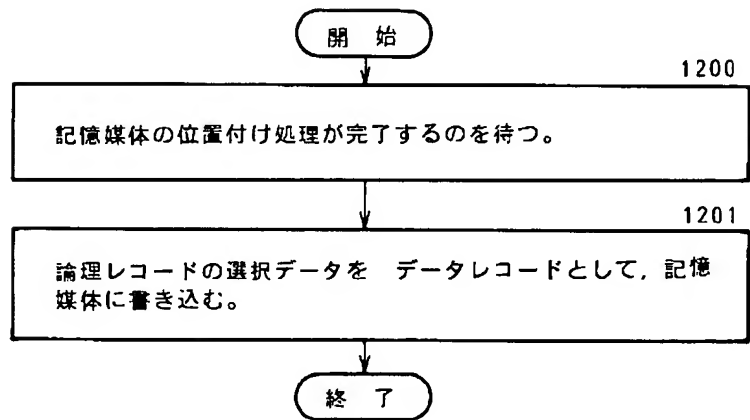 開 始
1200
記憶媒体の位置付け処理が完了するのを待つ。
1201
論理レコードの選択データを データレコードとして,記憶
媒体に書き込む。
終 了